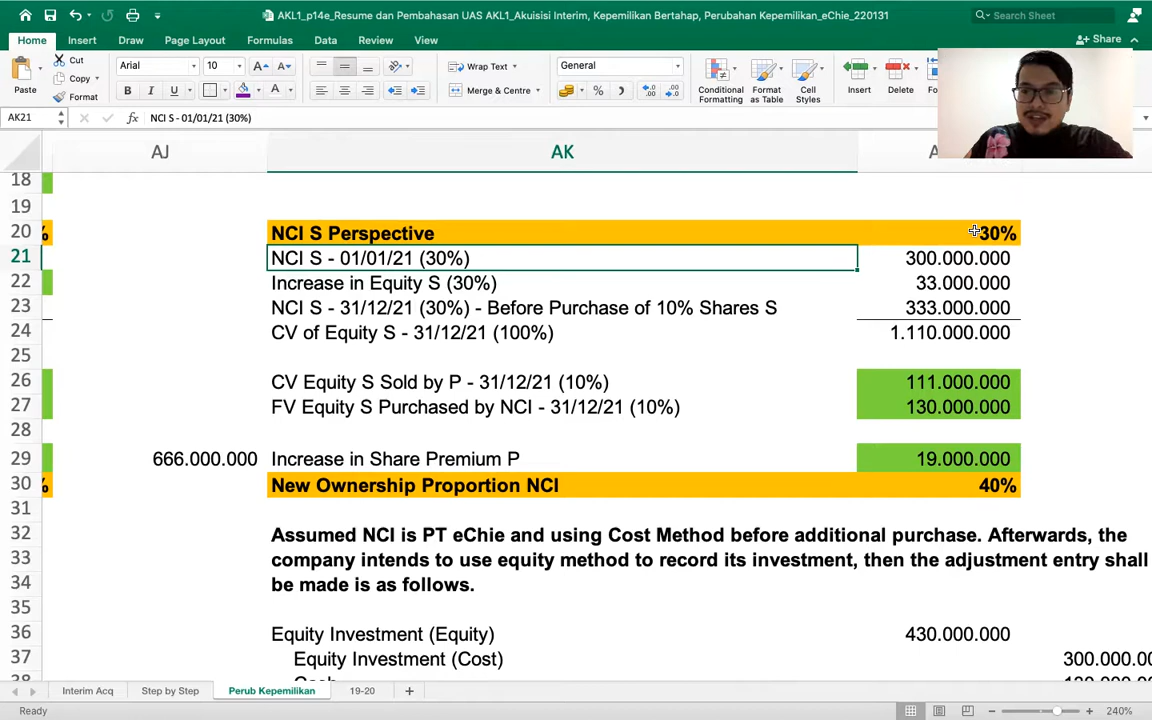 AKL1_p14e_Resume dan Pembahasan UAS AKL1_Akuisisi Interim, Kepemilikan Bertahap, Perubahan Kepemilikan_eChie_220131
Search Sheet
Home Insert Draw Page Layout Formulas Data Review View
Share
Paste
Cut
Copy
Format
Arial 10
B I U
Wrap Text
Merge & Centre
General
Conditional Formatting
Format as Table
Cell Styles
Insert
Delete
AK21 fx NCI S - 01/01/21 (30%)
AJ AK
18
19
20 % NCI S Perspective 30%
21 NCI S - 01/01/21 (30%) 300.000.000
22 Increase in Equity S (30%) 33.000.000
23 NCI S - 31/12/21 (30%) - Before Purchase of 10% Shares S 333.000.000
24 CV of Equity S - 31/12/21 (100%) 1.110.000.000
25
26 CV Equity S Sold by P - 31/12/21 (10%) 111.000.000
27 FV Equity S Purchased by NCI - 31/12/21 (10%) 130.000.000
28
29 666.000.000 Increase in Share Premium P 19.000.000
30 % New Ownership Proportion NCI 40%
31
32 Assumed NCI is PT eChie and using Cost Method before additional purchase. Afterwards, the
33 company intends to use equity method to record its investment, then the adjustment entry shall
34 be made is as follows.
35
36 Equity Investment (Equity) 430.000.000
37 Equity Investment (Cost) 300.000.00
Interim Acq Step by Step Perub Kepemilikan 19-20 +
Ready 240%